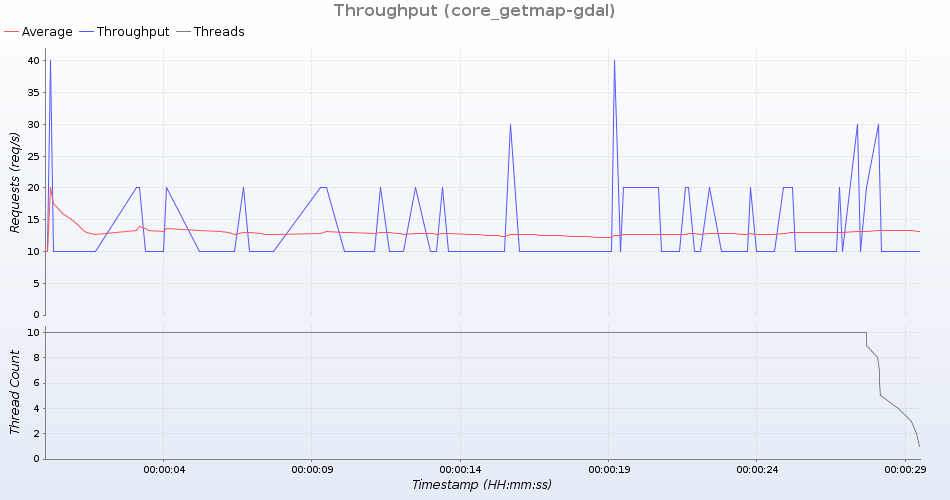 Throughput (core_getmap-gdal)
Average Throughput Threads
Requests (req/s)
40
35
30
25
20
15
10
5
0
Thread Count
10
8
6
4
2
0
00:00:04 00:00:09 00:00:14 00:00:19 00:00:24 00:00:29
Timestamp (HH:mm:ss)